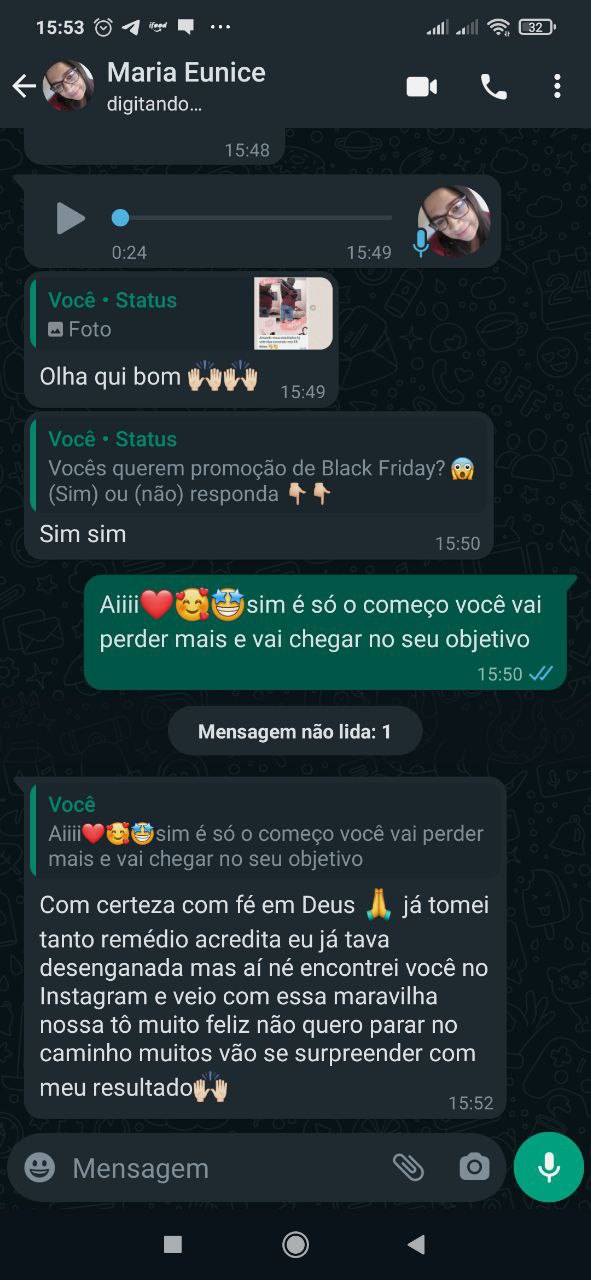 15:53 ifood 32
Maria Eunice
digitando...
15:48
0:24 15:49
Você • Status
Foto
Olha qui bom 🙌🏻🙌🏻 15:49
Você • Status
Vocês querem promoção de Black Friday? 😱
(Sim) ou (não) responda 👇🏻👇🏻
Sim sim
15:50
Aiiii❤️🥰🤩sim é só o começo você vai
perder mais e vai chegar no seu objetivo
15:50
Mensagem não lida: 1
Você
Aiiii❤️🥰🤩sim é só o começo você vai perder
mais e vai chegar no seu objetivo
Com certeza com fé em Deus 🙏 já tomei
tanto remédio acredita eu já tava
desenganada mas aí né encontrei você no
Instagram e veio com essa maravilha
nossa tô muito feliz não quero parar no
caminho muitos vão se surpreender com
meu resultado🙌🏻
15:52
Mensagem